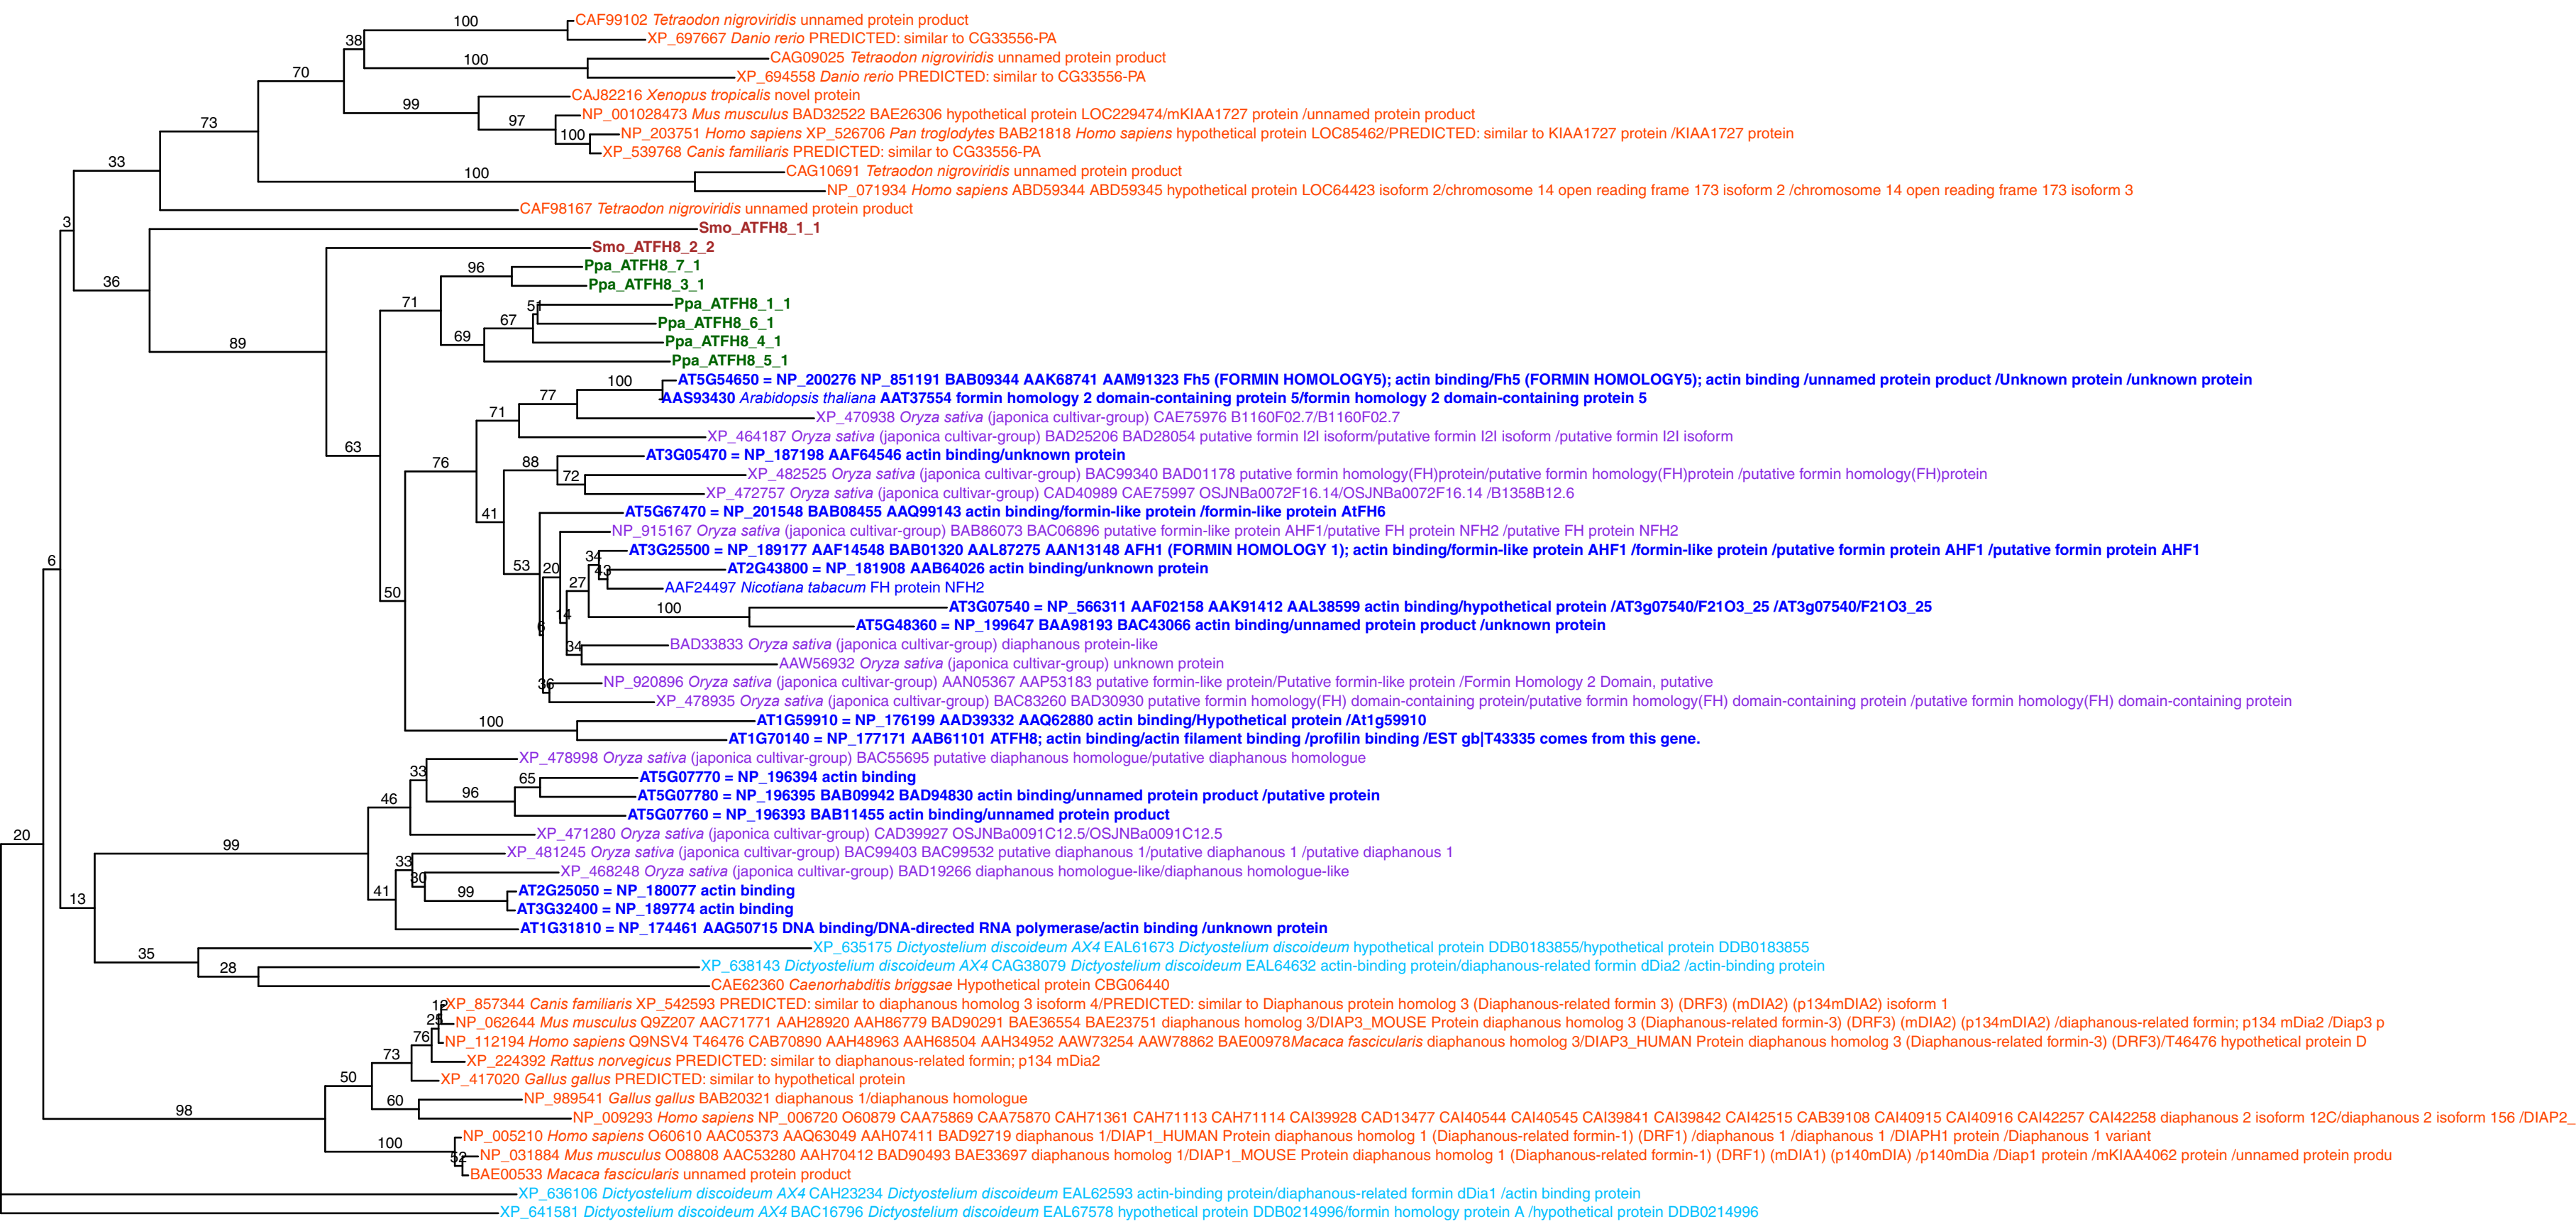 100 CAF99102 Tetraodon nigroviridis unnamed protein product
38 XP_697667 Danio rerio PREDICTED: similar to CG33556-PA
100 CAG09025 Tetraodon nigroviridis unnamed protein product
70 XP_694558 Danio rerio PREDICTED: similar to CG33556-PA
99 CAJ82216 Xenopus tropicalis novel protein
97 NP_001028473 Mus musculus BAD32522 BAE26306 hypothetical protein LOC229474/mKIAA1727 protein /unnamed protein product
73 100 NP_203751 Homo sapiens XP_526706 Pan troglodytes BAB21818 Homo sapiens hypothetical protein LOC85462/PREDICTED: similar to KIAA1727 protein /KIAA1727 protein
XP_539768 Canis familiaris PREDICTED: similar to CG33556-PA
33 100 CAG10691 Tetraodon nigroviridis unnamed protein product
NP_071934 Homo sapiens ABD59344 ABD59345 hypothetical protein LOC64423 isoform 2/chromosome 14 open reading frame 173 isoform 2 /chromosome 14 open reading frame 173 isoform 3
CAF98167 Tetraodon nigroviridis unnamed protein product
3 Smo_ATFH8_1_1
Smo_ATFH8_2_2
96 Ppa_ATFH8_7_1
36 Ppa_ATFH8_3_1
71 51 Ppa_ATFH8_1_1
67 Ppa_ATFH8_6_1
89 69 Ppa_ATFH8_4_1
Ppa_ATFH8_5_1
100 AT5G54650 = NP_200276 NP_851191 BAB09344 AAK68741 AAM91323 Fh5 (FORMIN HOMOLOGY5); actin binding/Fh5 (FORMIN HOMOLOGY5); actin binding /unnamed protein product /Unknown protein /unknown protein
77 AAS93430 Arabidopsis thaliana AAT37554 formin homology 2 domain-containing protein 5/formin homology 2 domain-containing protein 5
71 XP_470938 Oryza sativa (japonica cultivar-group) CAE75976 B1160F02.7/B1160F02.7
XP_464187 Oryza sativa (japonica cultivar-group) BAD25206 BAD28054 putative formin I2I isoform/putative formin I2I isoform /putative formin I2I isoform
63 AT3G05470 = NP_187198 AAF64546 actin binding/unknown protein
76 88 72 XP_482525 Oryza sativa (japonica cultivar-group) BAC99340 BAD01178 putative formin homology(FH)protein/putative formin homology(FH)protein /putative formin homology(FH)protein
XP_472757 Oryza sativa (japonica cultivar-group) CAD40989 CAE75997 OSJNBa0072F16.14/OSJNBa0072F16.14 /B1358B12.6
41 AT5G67470 = NP_201548 BAB08455 AAQ99143 actin binding/formin-like protein /formin-like protein AtFH6
NP_915167 Oryza sativa (japonica cultivar-group) BAB86073 BAC06896 putative formin-like protein AHF1/putative FH protein NFH2 /putative FH protein NFH2
6 34 AT3G25500 = NP_189177 AAF14548 BAB01320 AAL87275 AAN13148 AFH1 (FORMIN HOMOLOGY 1); actin binding/formin-like protein AHF1 /formin-like protein /putative formin protein AHF1 /putative formin protein AHF1
53 20 43 AT2G43800 = NP_181908 AAB64026 actin binding/unknown protein
50 27 AAF24497 Nicotiana tabacum FH protein NFH2
14 100 AT3G07540 = NP_566311 AAF02158 AAK91412 AAL38599 actin binding/hypothetical protein /AT3g07540/F21O3_25 /AT3g07540/F21O3_25
6 AT5G48360 = NP_199647 BAA98193 BAC43066 actin binding/unnamed protein product /unknown protein
34 BAD33833 Oryza sativa (japonica cultivar-group) diaphanous protein-like
AAW56932 Oryza sativa (japonica cultivar-group) unknown protein
36 NP_920896 Oryza sativa (japonica cultivar-group) AAN05367 AAP53183 putative formin-like protein/Putative formin-like protein /Formin Homology 2 Domain, putative
XP_478935 Oryza sativa (japonica cultivar-group) BAC83260 BAD30930 putative formin homology(FH) domain-containing protein/putative formin homology(FH) domain-containing protein /putative formin homology(FH) domain-containing protein
100 AT1G59910 = NP_176199 AAD39332 AAQ62880 actin binding/Hypothetical protein /At1g59910
AT1G70140 = NP_177171 AAB61101 ATFH8; actin binding/actin filament binding /profilin binding /EST gb|T43335 comes from this gene.
XP_478998 Oryza sativa (japonica cultivar-group) BAC55695 putative diaphanous homologue/putative diaphanous homologue
33 65 AT5G07770 = NP_196394 actin binding
46 96 AT5G07780 = NP_196395 BAB09942 BAD94830 actin binding/unnamed protein product /putative protein
AT5G07760 = NP_196393 BAB11455 actin binding/unnamed protein product
20 99 XP_471280 Oryza sativa (japonica cultivar-group) CAD39927 OSJNBa0091C12.5/OSJNBa0091C12.5
33 XP_481245 Oryza sativa (japonica cultivar-group) BAC99403 BAC99532 putative diaphanous 1/putative diaphanous 1 /putative diaphanous 1
30 XP_468248 Oryza sativa (japonica cultivar-group) BAD19266 diaphanous homologue-like/diaphanous homologue-like
41 99 AT2G25050 = NP_180077 actin binding
13 AT3G32400 = NP_189774 actin binding
AT1G31810 = NP_174461 AAG50715 DNA binding/DNA-directed RNA polymerase/actin binding /unknown protein
35 XP_635175 Dictyostelium discoideum AX4 EAL61673 Dictyostelium discoideum hypothetical protein DDB0183855/hypothetical protein DDB0183855
28 XP_638143 Dictyostelium discoideum AX4 CAG38079 Dictyostelium discoideum EAL64632 actin-binding protein/diaphanous-related formin dDia2 /actin-binding protein
CAE62360 Caenorhabditis briggsae Hypothetical protein CBG06440
XP_857344 Canis familiaris XP_542593 PREDICTED: similar to diaphanous homolog 3 isoform 4/PREDICTED: similar to Diaphanous protein homolog 3 (Diaphanous-related formin 3) (DRF3) (mDIA2) (p134mDIA2) isoform 1
25 NP_062644 Mus musculus Q9Z207 AAC71771 AAH28920 AAH86779 BAD90291 BAE36554 BAE23751 diaphanous homolog 3/DIAP3_MOUSE Protein diaphanous homolog 3 (Diaphanous-related formin-3) (DRF3) (mDIA2) (p134mDIA2) /diaphanous-related formin; p134 mDia2 /Diap3 p
76 NP_112194 Homo sapiens Q9NSV4 T46476 CAB70890 AAH48963 AAH68504 AAH34952 AAW73254 AAW78862 BAE00978Macaca fascicularis diaphanous homolog 3/DIAP3_HUMAN Protein diaphanous homolog 3 (Diaphanous-related formin-3) (DRF3)/T46476 hypothetical protein D
73 XP_224392 Rattus norvegicus PREDICTED: similar to diaphanous-related formin; p134 mDia2
50 XP_417020 Gallus gallus PREDICTED: similar to hypothetical protein
60 NP_989541 Gallus gallus BAB20321 diaphanous 1/diaphanous homologue
98 NP_009293 Homo sapiens NP_006720 O60879 CAA75869 CAA75870 CAH71361 CAH71113 CAH71114 CAI39928 CAD13477 CAI40544 CAI40545 CAI39841 CAI39842 CAI42515 CAB39108 CAI40915 CAI40916 CAI42257 CAI42258 diaphanous 2 isoform 12C/diaphanous 2 isoform 156 /DIAP2_
100 NP_005210 Homo sapiens O60610 AAC05373 AAQ63049 AAH07411 BAD92719 diaphanous 1/DIAP1_HUMAN Protein diaphanous homolog 1 (Diaphanous-related formin-1) (DRF1) /diaphanous 1 /diaphanous 1 /DIAPH1 protein /Diaphanous 1 variant
52 NP_031884 Mus musculus O08808 AAC53280 AAH70412 BAD90493 BAE33697 diaphanous homolog 1/DIAP1_MOUSE Protein diaphanous homolog 1 (Diaphanous-related formin-1) (DRF1) (mDIA1) (p140mDIA) /p140mDia /Diap1 protein /mKIAA4062 protein /unnamed protein produ
BAE00533 Macaca fascicularis unnamed protein product
XP_636106 Dictyostelium discoideum AX4 CAH23234 Dictyostelium discoideum EAL62593 actin-binding protein/diaphanous-related formin dDia1 /actin binding protein
XP_641581 Dictyostelium discoideum AX4 BAC16796 Dictyostelium discoideum EAL67578 hypothetical protein DDB0214996/formin homology protein A /hypothetical protein DDB0214996